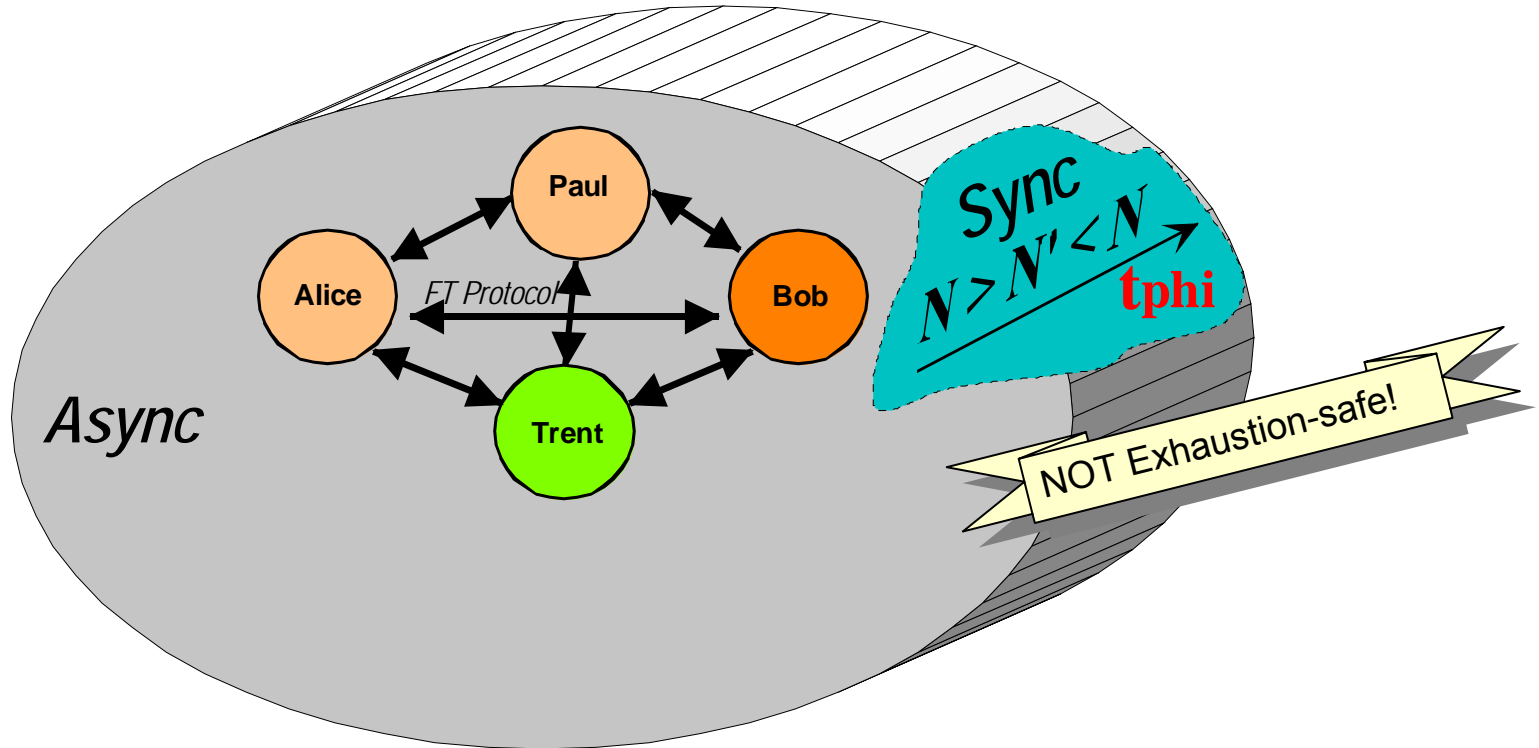 Paul
Sync
N > N' < N
tphi
Alice
FT Protocol
Bob
NOT Exhaustion-safe!
Async
Trent